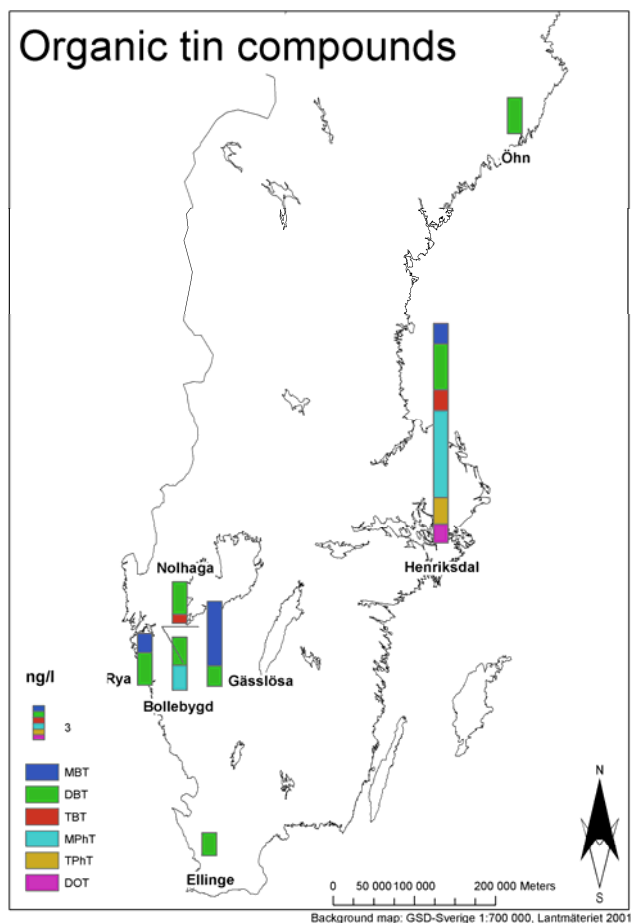 Organic tin compounds
Öhn
Henriksdal
Nolhaga
Rya
Gässlösa
Bollebygd
ng/l
3
MBT
DBT
TBT
MPhT
TPhT
DOT
Ellinge
N
S
0 50 000 100 000 200 000 Meters
Background map: GSD-Sverige 1:700 000, Lantmäteriet 2001